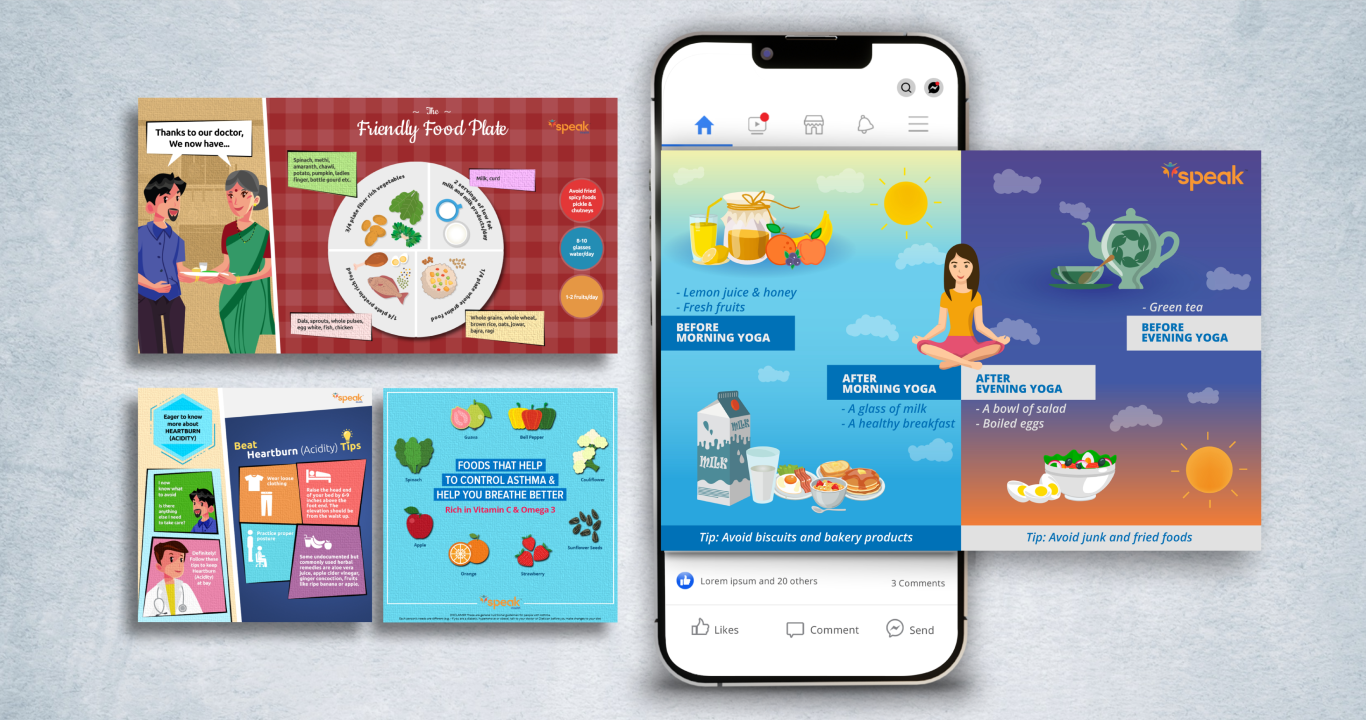 Thanks to our doctor,
We now have...
~ The ~
Friendly Food Plate
speak
Spinach, methi,
amaranth, chawli,
potato, pumpkin, ladies
finger, bottle gourd etc.
Milk, curd
3/4 plate fiber rich vegetables
2 servings of low fat
milk and milk products/day
1/4 plate protein rich food
1/4 plate whole grains food
Dals, sprouts, whole pulses,
egg white, fish, chicken
Whole grains, whole wheat,
brown rice, oats, jowar,
bajra, ragi
Avoid fried
spicy foods
pickle &
chutneys
8-10
glasses
water/day
1-2 fruits/day
Eager to know
more about
HEARTBURN
(ACIDITY)
I now
know what
to avoid
Is there
anything
else I need
to take care?
Definitely!
Follow these
tips to keep
Heartburn
(Acidity)
at bay
speak
Beat
Heartburn (Acidity) Tips
Wear loose
clothing
Raise the head end
of your bed by 6-9
inches above the
foot end. The
elevation should be
from the waist up.
Practice proper
posture
Some undocumented but
commonly used herbal
remedies are aloe vera
juice, apple cider vinegar,
ginger concoction, fruits
like ripe banana or apple.
Guava
Bell Pepper
Spinach
Cauliflower
FOODS THAT HELP
TO CONTROL ASTHMA &
HELP YOU BREATHE BETTER
Rich in Vitamin C & Omega 3
Apple
Sunflower Seeds
Orange
Strawberry
speak
speak
- Lemon juice & honey
- Fresh fruits
BEFORE
MORNING YOGA
- Green tea
BEFORE
EVENING YOGA
AFTER
MORNING YOGA
- A glass of milk
- A healthy breakfast
AFTER
EVENING YOGA
- A bowl of salad
- Boiled eggs
MILK
MILK
Tip: Avoid biscuits and bakery products
Tip: Avoid junk and fried foods
Lorem ipsum and 20 others
3 Comments
Likes
Comment
Send